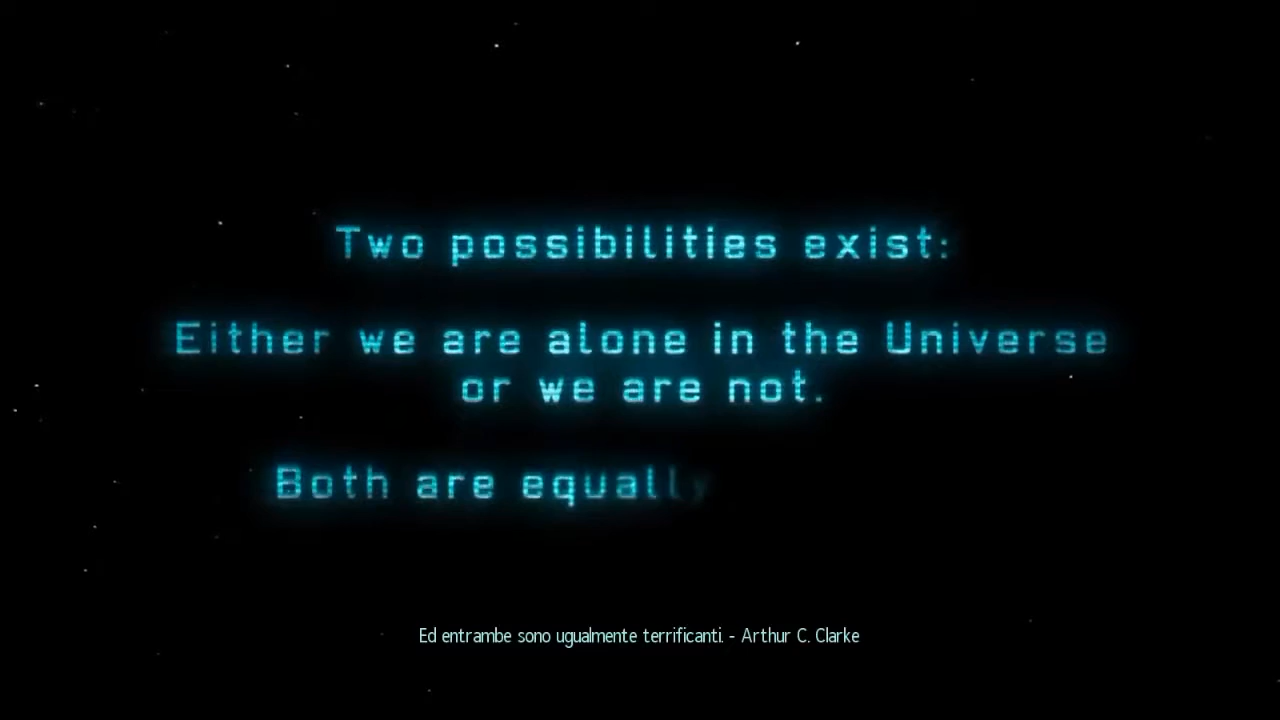 Two possibilities exist:
Either we are alone in the Universe
or we are not.
Both are equally
Ed entrambe sono ugualmente terrificanti. - Arthur C. Clarke